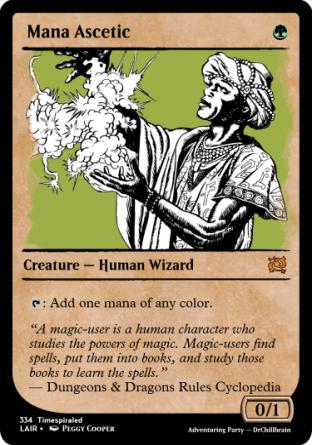 Mana Ascetic
Creature — Human Wizard
: Add one mana of any color.
“A magic-user is a human character who
studies the powers of magic. Magic-users find
spells, put them into books, and study those
books to learn the spells.”
— Dungeons & Dragons Rules Cyclopedia
0/1
334 Timespiraled
LAIR • Peggy Cooper
Adventuring Party — DrChillbrain